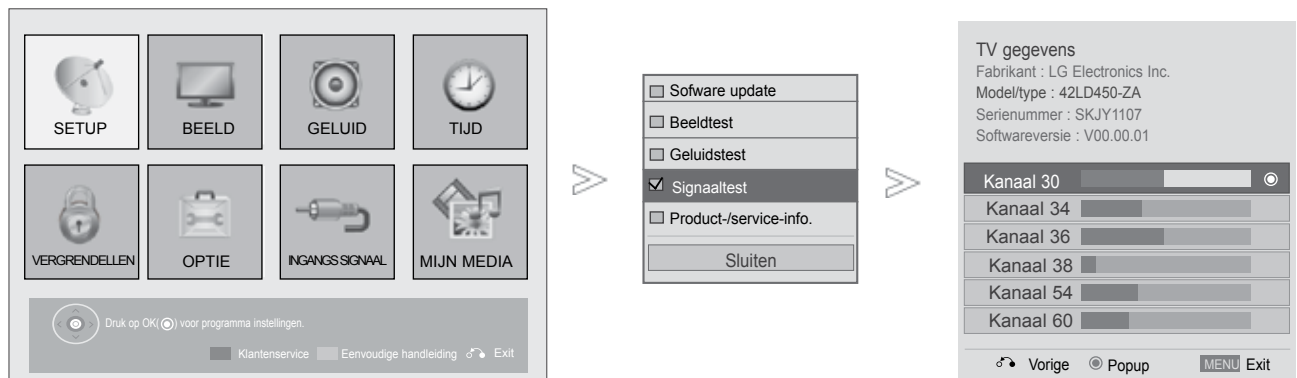 SETUP
BEELD
GELUID
TIJD
VERGRENDELLEN
OPTIE
INGANGS SIGNAAL
MIJN MEDIA
Druk op OK(◉) voor programma instellingen.
Klantenservice Eenvoudige handleiding Exit
Sofware update
Beeldtest
Geluidstest
Signaaltest
Product-/service-info.
Sluiten
TV gegevens
Fabrikant : LG Electronics Inc.
Model/type : 42LD450-ZA
Serienummer : SKJY1107
Softwareversie : V00.00.01
Kanaal 30
Kanaal 34
Kanaal 36
Kanaal 38
Kanaal 54
Kanaal 60
Vorige ◉ Popup MENU Exit